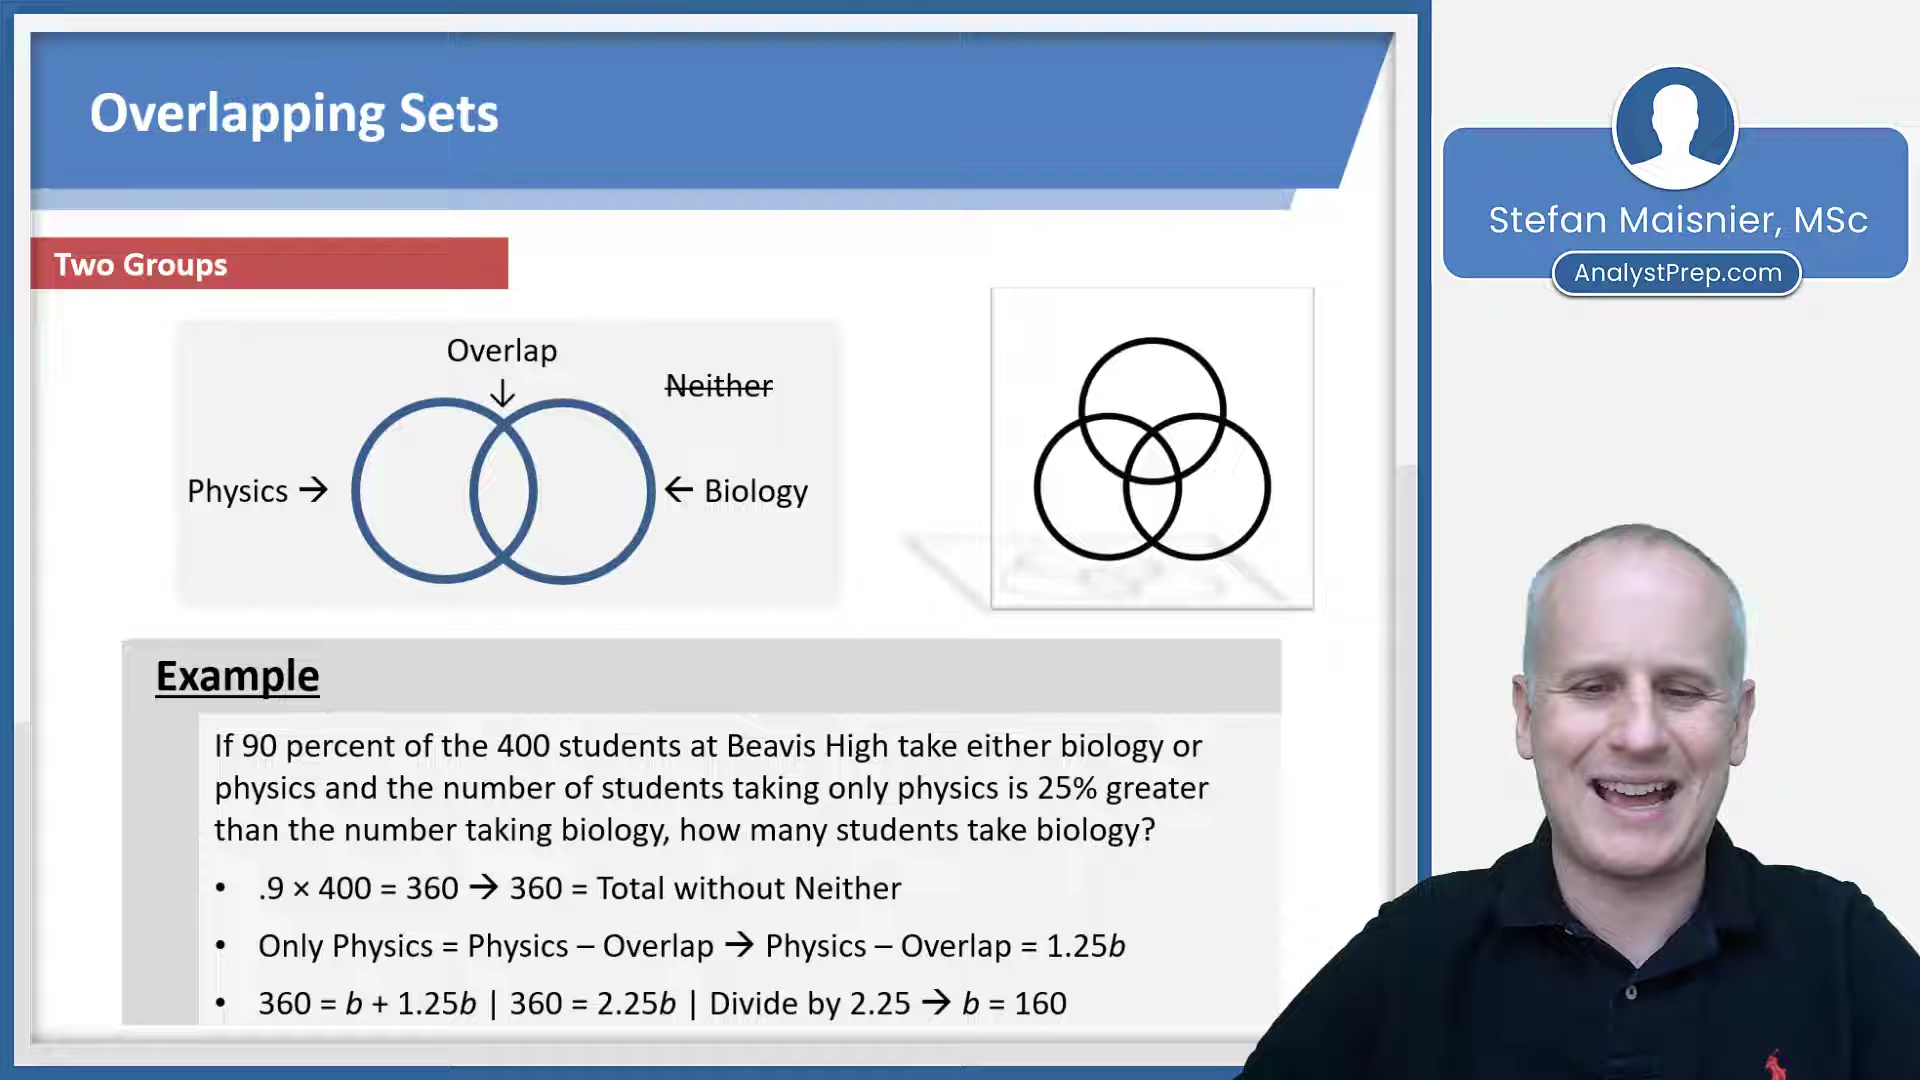 Overlapping Sets
Two Groups
Overlap
↓
Neither
Physics →
← Biology
Example
If 90 percent of the 400 students at Beavis High take either biology or
physics and the number of students taking only physics is 25% greater
than the number taking biology, how many students take biology?
• .9 × 400 = 360 → 360 = Total without Neither
• Only Physics = Physics – Overlap → Physics – Overlap = 1.25b
• 360 = b + 1.25b | 360 = 2.25b | Divide by 2.25 → b = 160
Stefan Maisnier, MSc
AnalystPrep.com